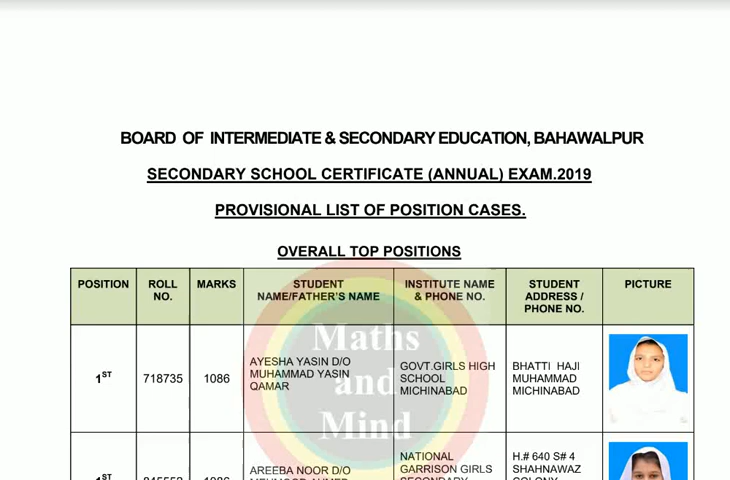 BOARD OF INTERMEDIATE & SECONDARY EDUCATION, BAHAWALPUR
SECONDARY SCHOOL CERTIFICATE (ANNUAL) EXAM.2019
PROVISIONAL LIST OF POSITION CASES.
OVERALL TOP POSITIONS
POSITION
ROLL
NO.
MARKS
STUDENT
NAME/FATHER'S NAME
INSTITUTE NAME
& PHONE NO.
STUDENT
ADDRESS /
PHONE NO.
PICTURE
1ST
718735
1086
AYESHA YASIN D/O
MUHAMMAD YASIN
QAMAR
GOVT.GIRLS HIGH
SCHOOL
MICHINABAD
BHATTI HAJI
MUHAMMAD
MICHINABAD
Maths
and
Mind
1ST
1086
AREEBA NOOR D/O
NATIONAL
GARRISON GIRLS
SECONDARY
H.# 640 S# 4
SHAHNAWAZ
COLONY